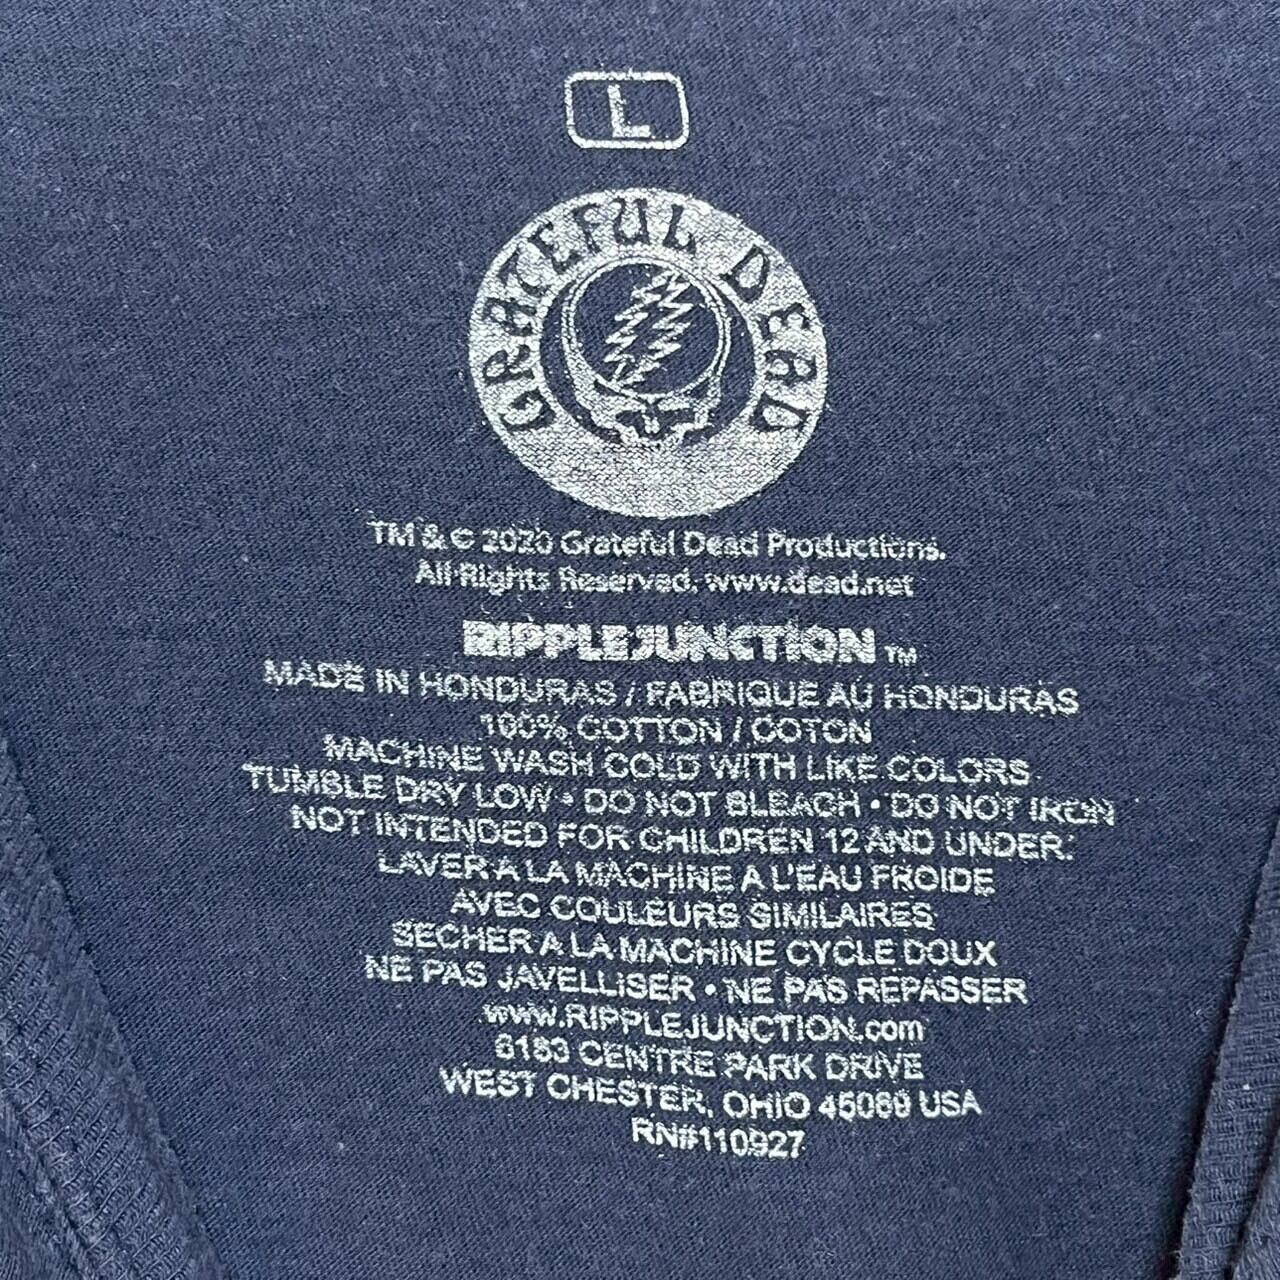 L
GRATEFUL DEAD
TM & © 2020 Grateful Dead Productions.
All Rights Reserved. www.dead.net
RIPPLEJUNCTION TM
MADE IN HONDURAS / FABRIQUE AU HONDURAS
100% COTTON / COTON
MACHINE WASH COLD WITH LIKE COLORS
TUMBLE DRY LOW • DO NOT BLEACH • DO NOT IRON
NOT INTENDED FOR CHILDREN 12 AND UNDER.
LAVER A LA MACHINE A L'EAU FROIDE
AVEC COULEURS SIMILAIRES
SECHER A LA MACHINE CYCLE DOUX
NE PAS JAVELLISER • NE PAS REPASSER
www.RIPPLEJUNCTION.com
CENTRE PARK DRIVE
WEST CHESTER, OHIO 45069 USA
RN#110927